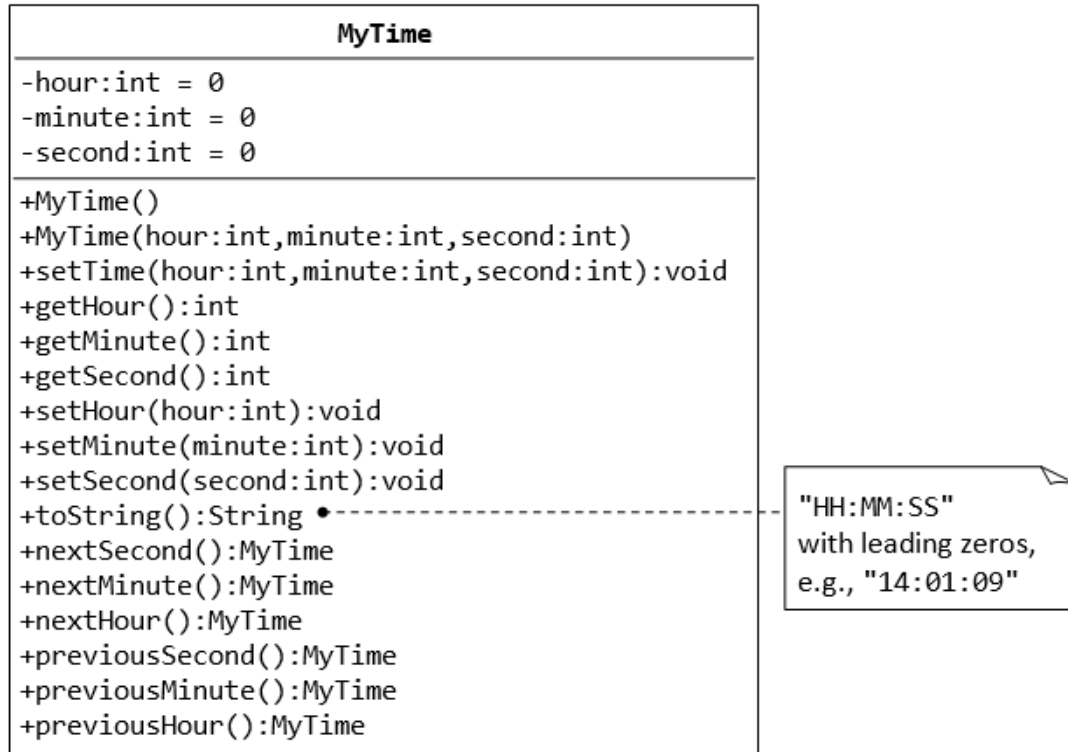 MyTime
-hour:int = 0
-minute:int = 0
-second:int = 0
+MyTime()
+MyTime(hour:int,minute:int,second:int)
+setTime(hour:int,minute:int,second:int):void
+getHour():int
+getMinute():int
+getSecond():int
+setHour(hour:int):void
+setMinute(minute:int):void
+setSecond(second:int):void
+toString():String
+nextSecond():MyTime
+nextMinute():MyTime
+nextHour():MyTime
+previousSecond():MyTime
+previousMinute():MyTime
+previousHour():MyTime
"HH:MM:SS"
with leading zeros,
e.g., "14:01:09"